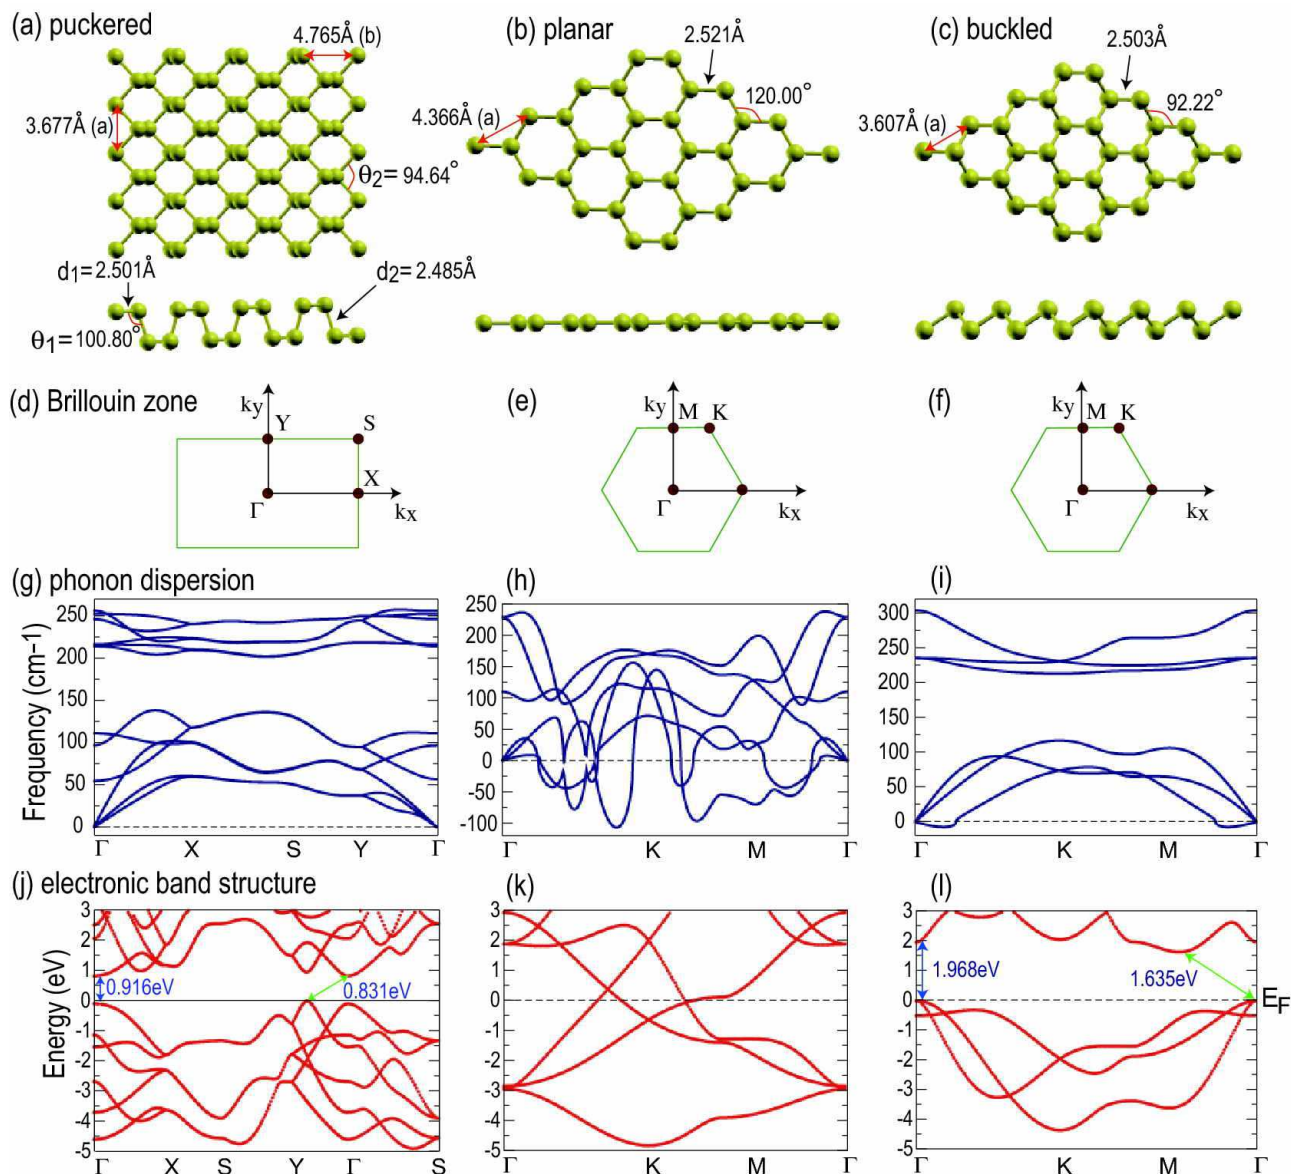 (a) puckered
4.765Å (b)
3.677Å (a)
θ2 = 94.64°
d1 = 2.501Å
d2 = 2.485Å
θ1 = 100.80°
(b) planar
2.521Å
120.00°
4.366Å (a)
(c) buckled
2.503Å
92.22°
3.607Å (a)
(d) Brillouin zone
ky
Y
S
X
Γ
kx
(e)
ky
M
K
Γ
kx
(f)
ky
M
K
Γ
kx
(g) phonon dispersion
Frequency (cm−1)
250
200
150
100
50
0
Γ X S Y Γ
(h)
250
200
150
100
50
0
-50
-100
Γ K M Γ
(i)
300
250
200
150
100
50
0
Γ K M Γ
(j) electronic band structure
Energy (eV)
3
2
1
0
-1
-2
-3
-4
-5
0.916eV
0.831eV
Γ X S Y Γ S
(k)
3
2
1
0
-1
-2
-3
-4
-5
Γ K M Γ
(l)
3
2
1
0
-1
-2
-3
-4
-5
1.968eV
1.635eV
EF
Γ K M Γ